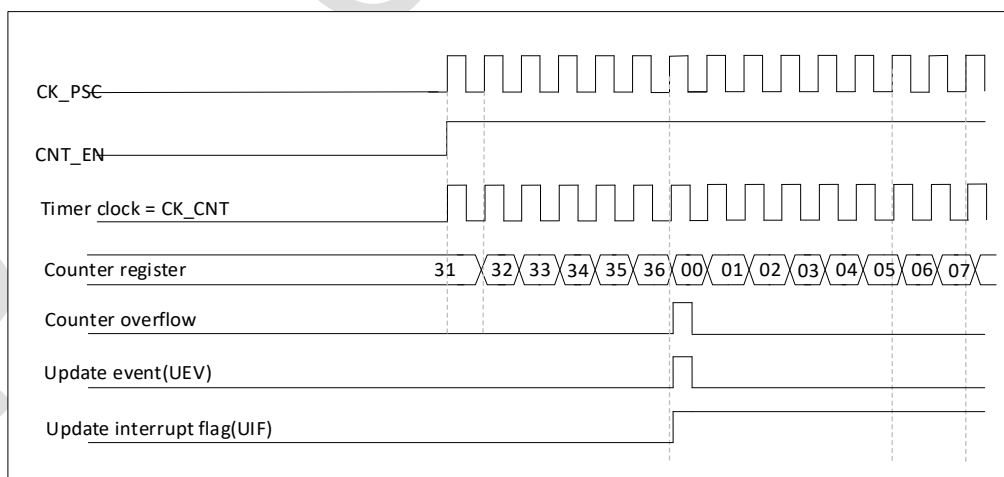 CK_PSC
CNT_EN
Timer clock = CK_CNT
Counter register 31 32 33 34 35 36 00 01 02 03 04 05 06 07
Counter overflow
Update event(UEV)
Update interrupt flag(UIF)